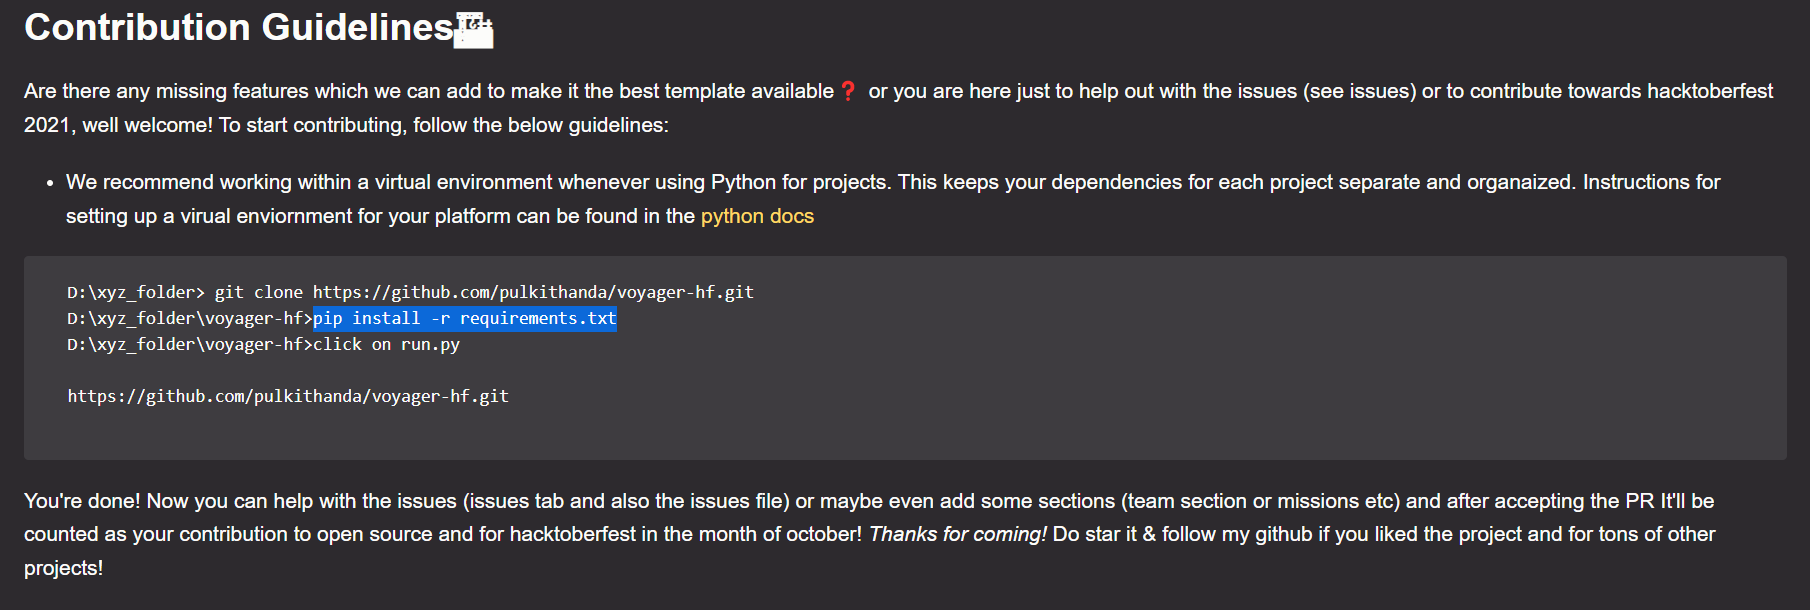 Contribution Guidelines
Are there any missing features which we can add to make it the best template available❓ or you are here just to help out with the issues (see issues) or to contribute towards hacktoberfest
2021, well welcome! To start contributing, follow the below guidelines:
• We recommend working within a virtual environment whenever using Python for projects. This keeps your dependencies for each project separate and organaized. Instructions for
setting up a virual enviornment for your platform can be found in the python docs
D:\xyz_folder> git clone https://github.com/pulkithanda/voyager-hf.git
D:\xyz_folder\voyager-hf>pip install -r requirements.txt
D:\xyz_folder\voyager-hf>click on run.py
https://github.com/pulkithanda/voyager-hf.git
You're done! Now you can help with the issues (issues tab and also the issues file) or maybe even add some sections (team section or missions etc) and after accepting the PR It'll be
counted as your contribution to open source and for hacktoberfest in the month of october! Thanks for coming! Do star it & follow my github if you liked the project and for tons of other
projects!